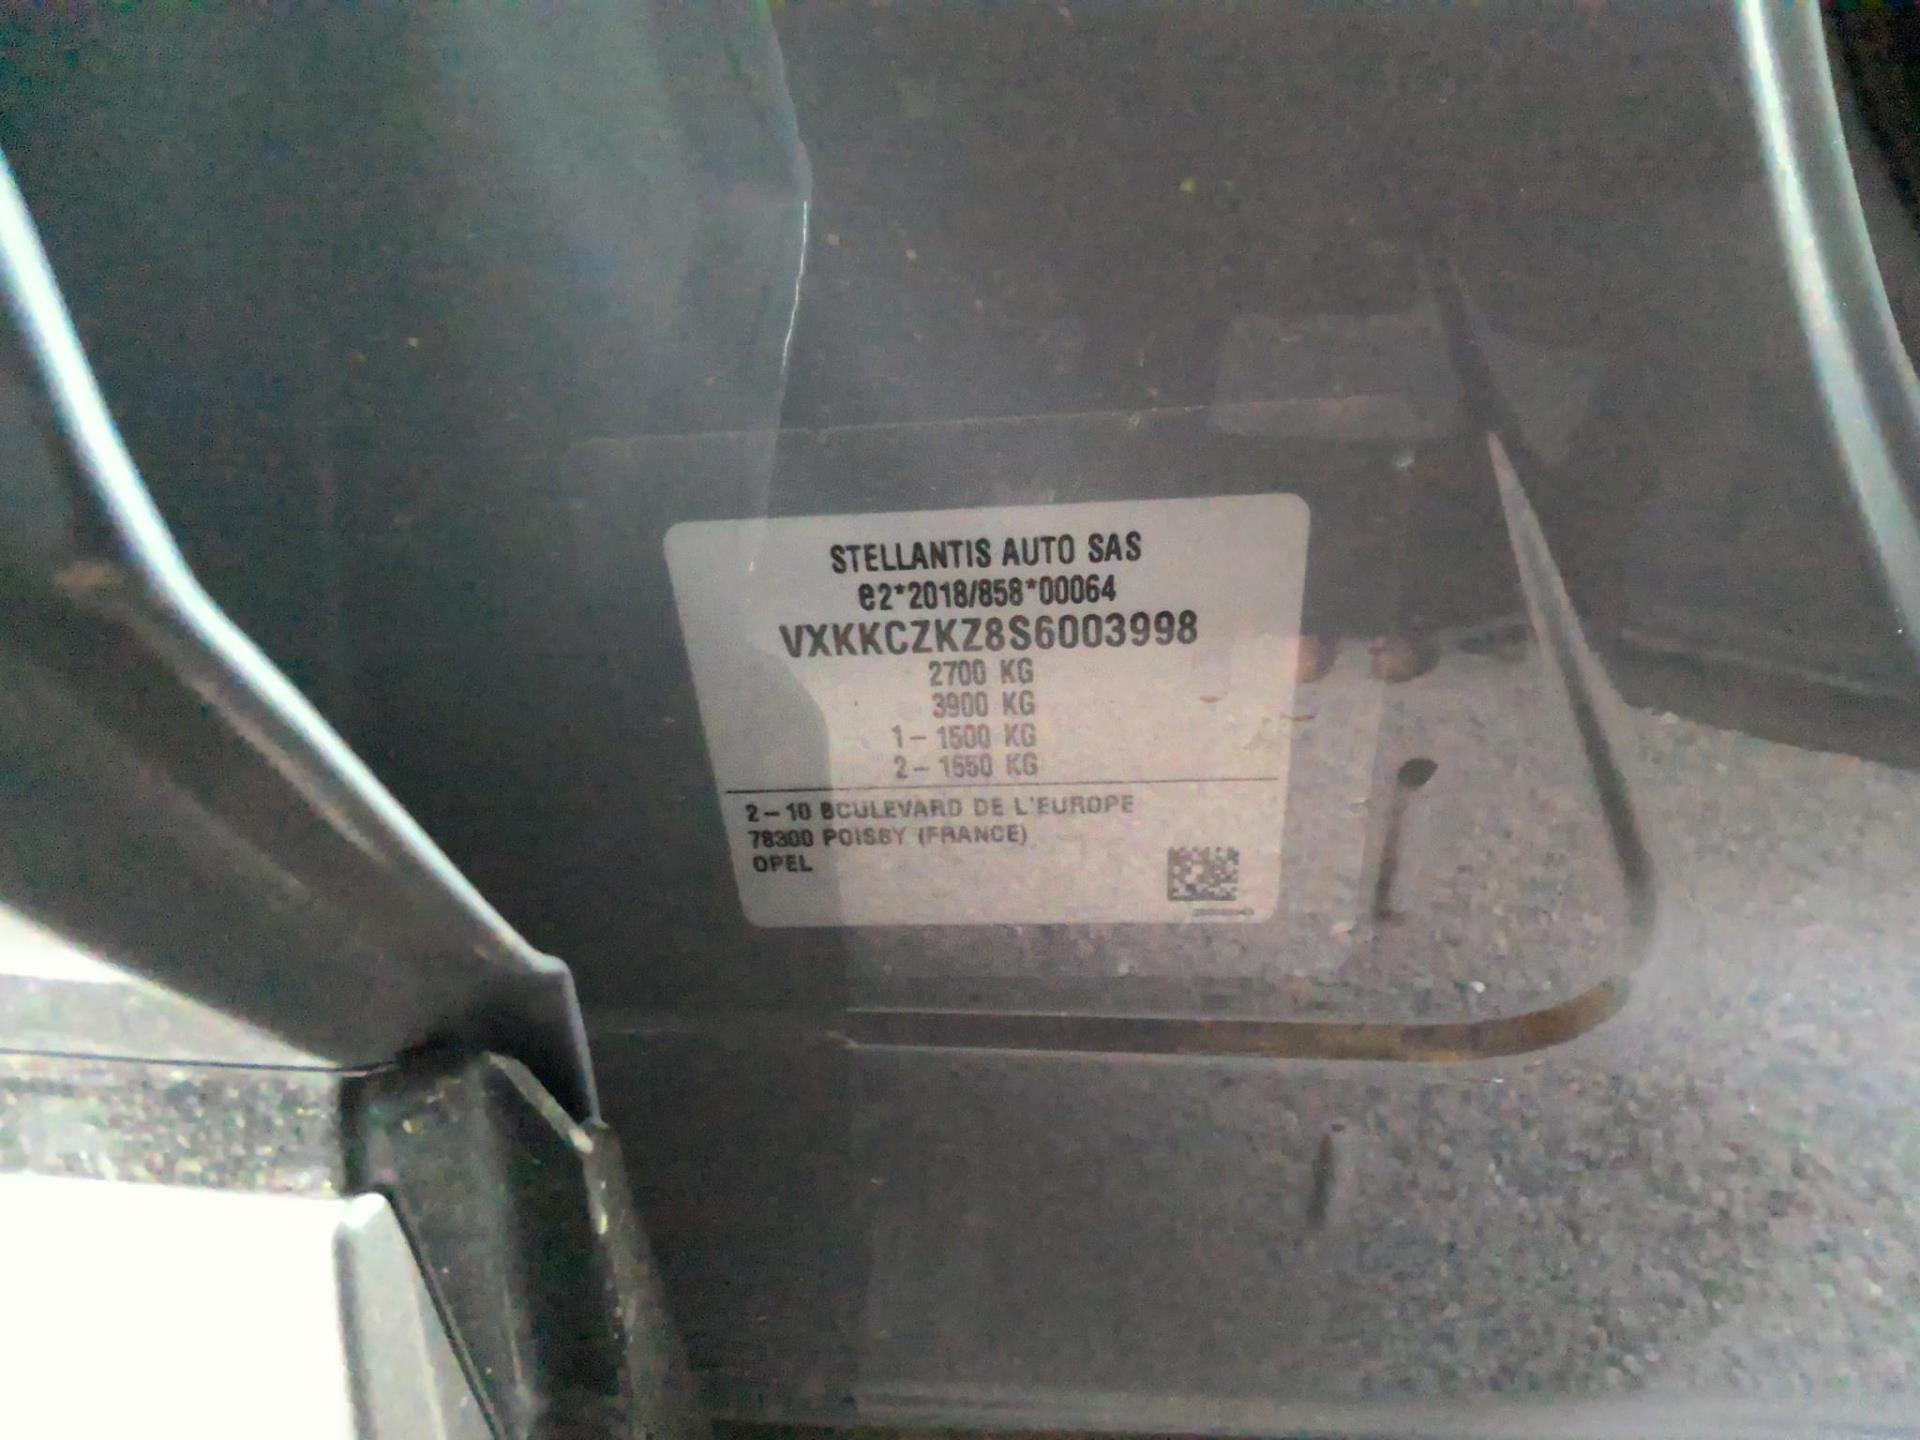 STELLANTIS AUTO SAS
e2*2018/858*00064
VXKKCZKZ8S6003998
2700 KG
3900 KG
1-1500 KG
2-1550 KG
2-10 BOULEVARD DE L'EUROPE
78300 POISSY (FRANCE)
OPEL